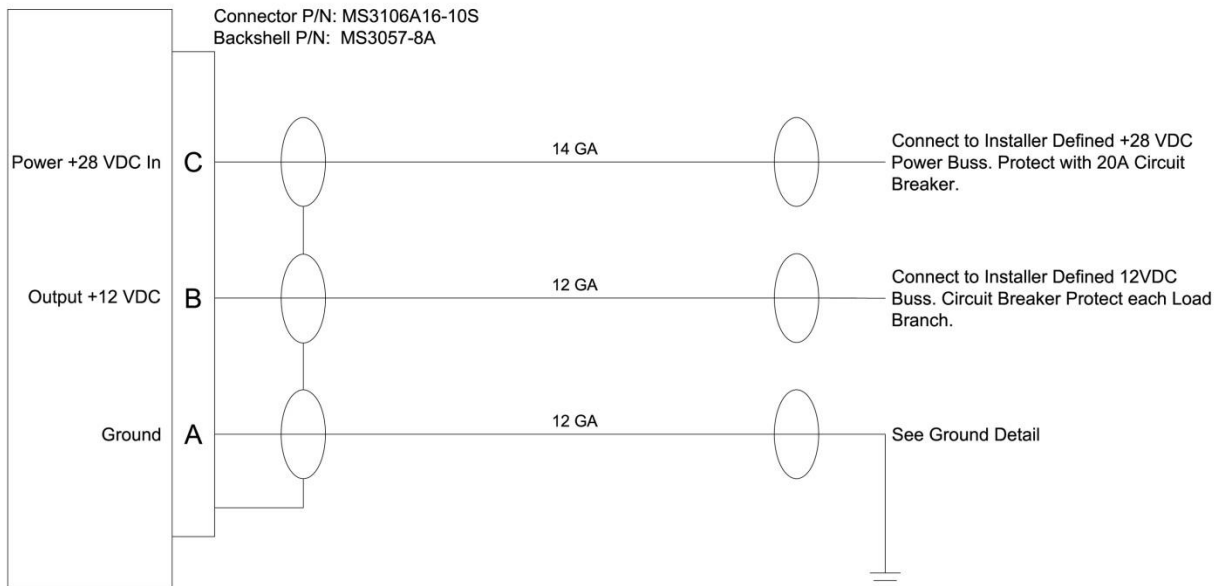 Connector P/N: MS3106A16-10S
Backshell P/N: MS3057-8A
Power +28 VDC In
C
14 GA
Connect to Installer Defined +28 VDC
Power Buss. Protect with 20A Circuit
Breaker.
Output +12 VDC
B
12 GA
Connect to Installer Defined 12VDC
Buss. Circuit Breaker Protect each Load
Branch.
Ground
A
12 GA
See Ground Detail